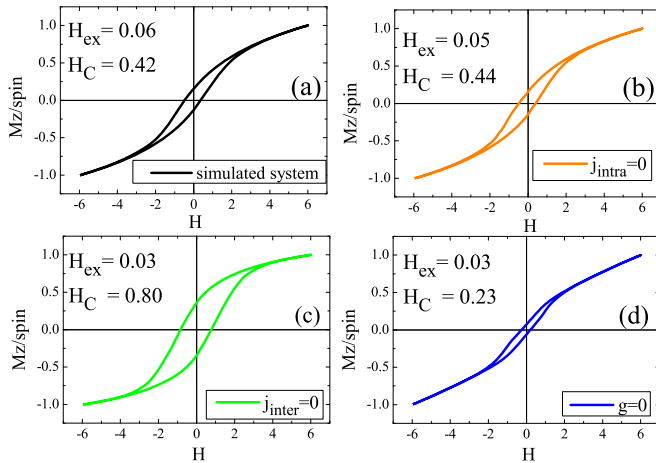 H_ex = 0.06
H_C = 0.42
(a)
Mz/spin
1.0
0.5
0.0
-0.5
-1.0
simulated system
-6 -4 -2 0 2 4 6
H
H_ex = 0.05
H_C = 0.44
(b)
Mz/spin
1.0
0.5
0.0
-0.5
-1.0
j_intra=0
-6 -4 -2 0 2 4 6
H
H_ex = 0.03
H_C = 0.80
(c)
Mz/spin
1.0
0.5
0.0
-0.5
-1.0
j_inter=0
-6 -4 -2 0 2 4 6
H
H_ex = 0.03
H_C = 0.23
(d)
Mz/spin
1.0
0.5
0.0
-0.5
-1.0
g=0
-6 -4 -2 0 2 4 6
H